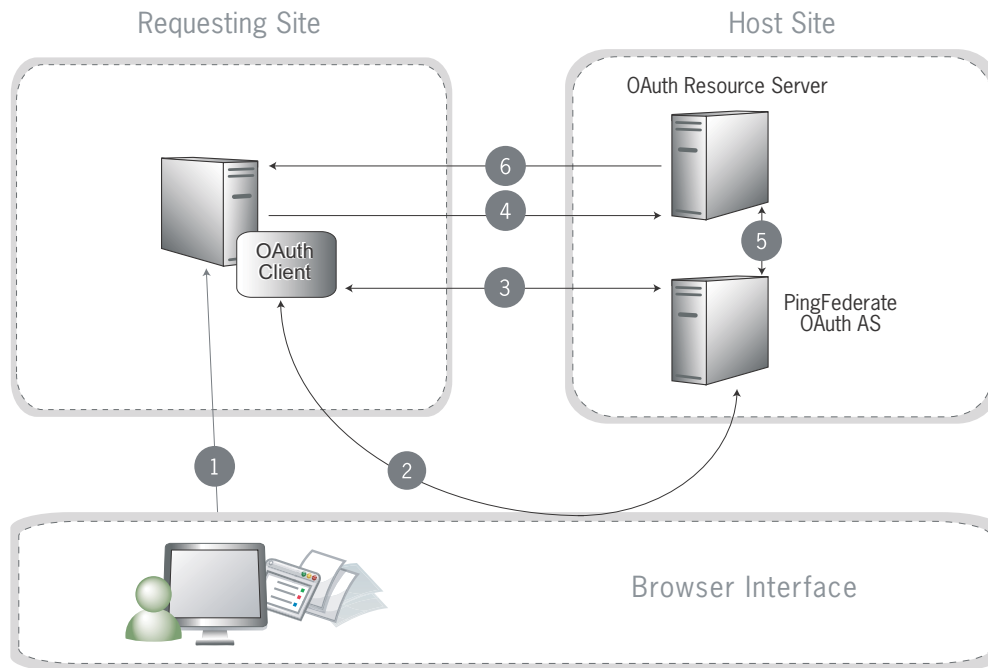 Requesting Site
Host Site
OAuth Resource Server
6
4
OAuth
Client
5
3
PingFederate
OAuth AS
1
2
Browser Interface